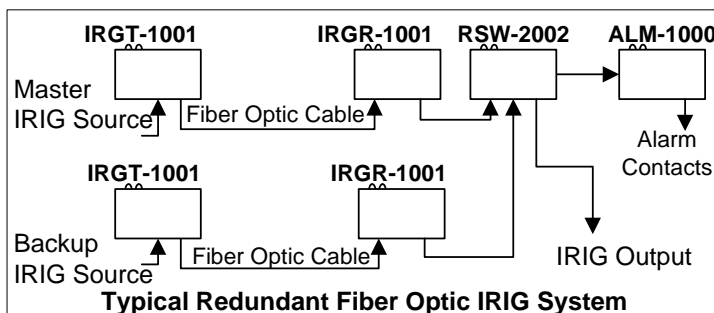 IRGT-1001
IRGR-1001
RSW-2002
ALM-1000
Master
IRIG Source
Fiber Optic Cable
Alarm
Contacts
IRGT-1001
IRGR-1001
Backup
IRIG Source
Fiber Optic Cable
IRIG Output
Typical Redundant Fiber Optic IRIG System